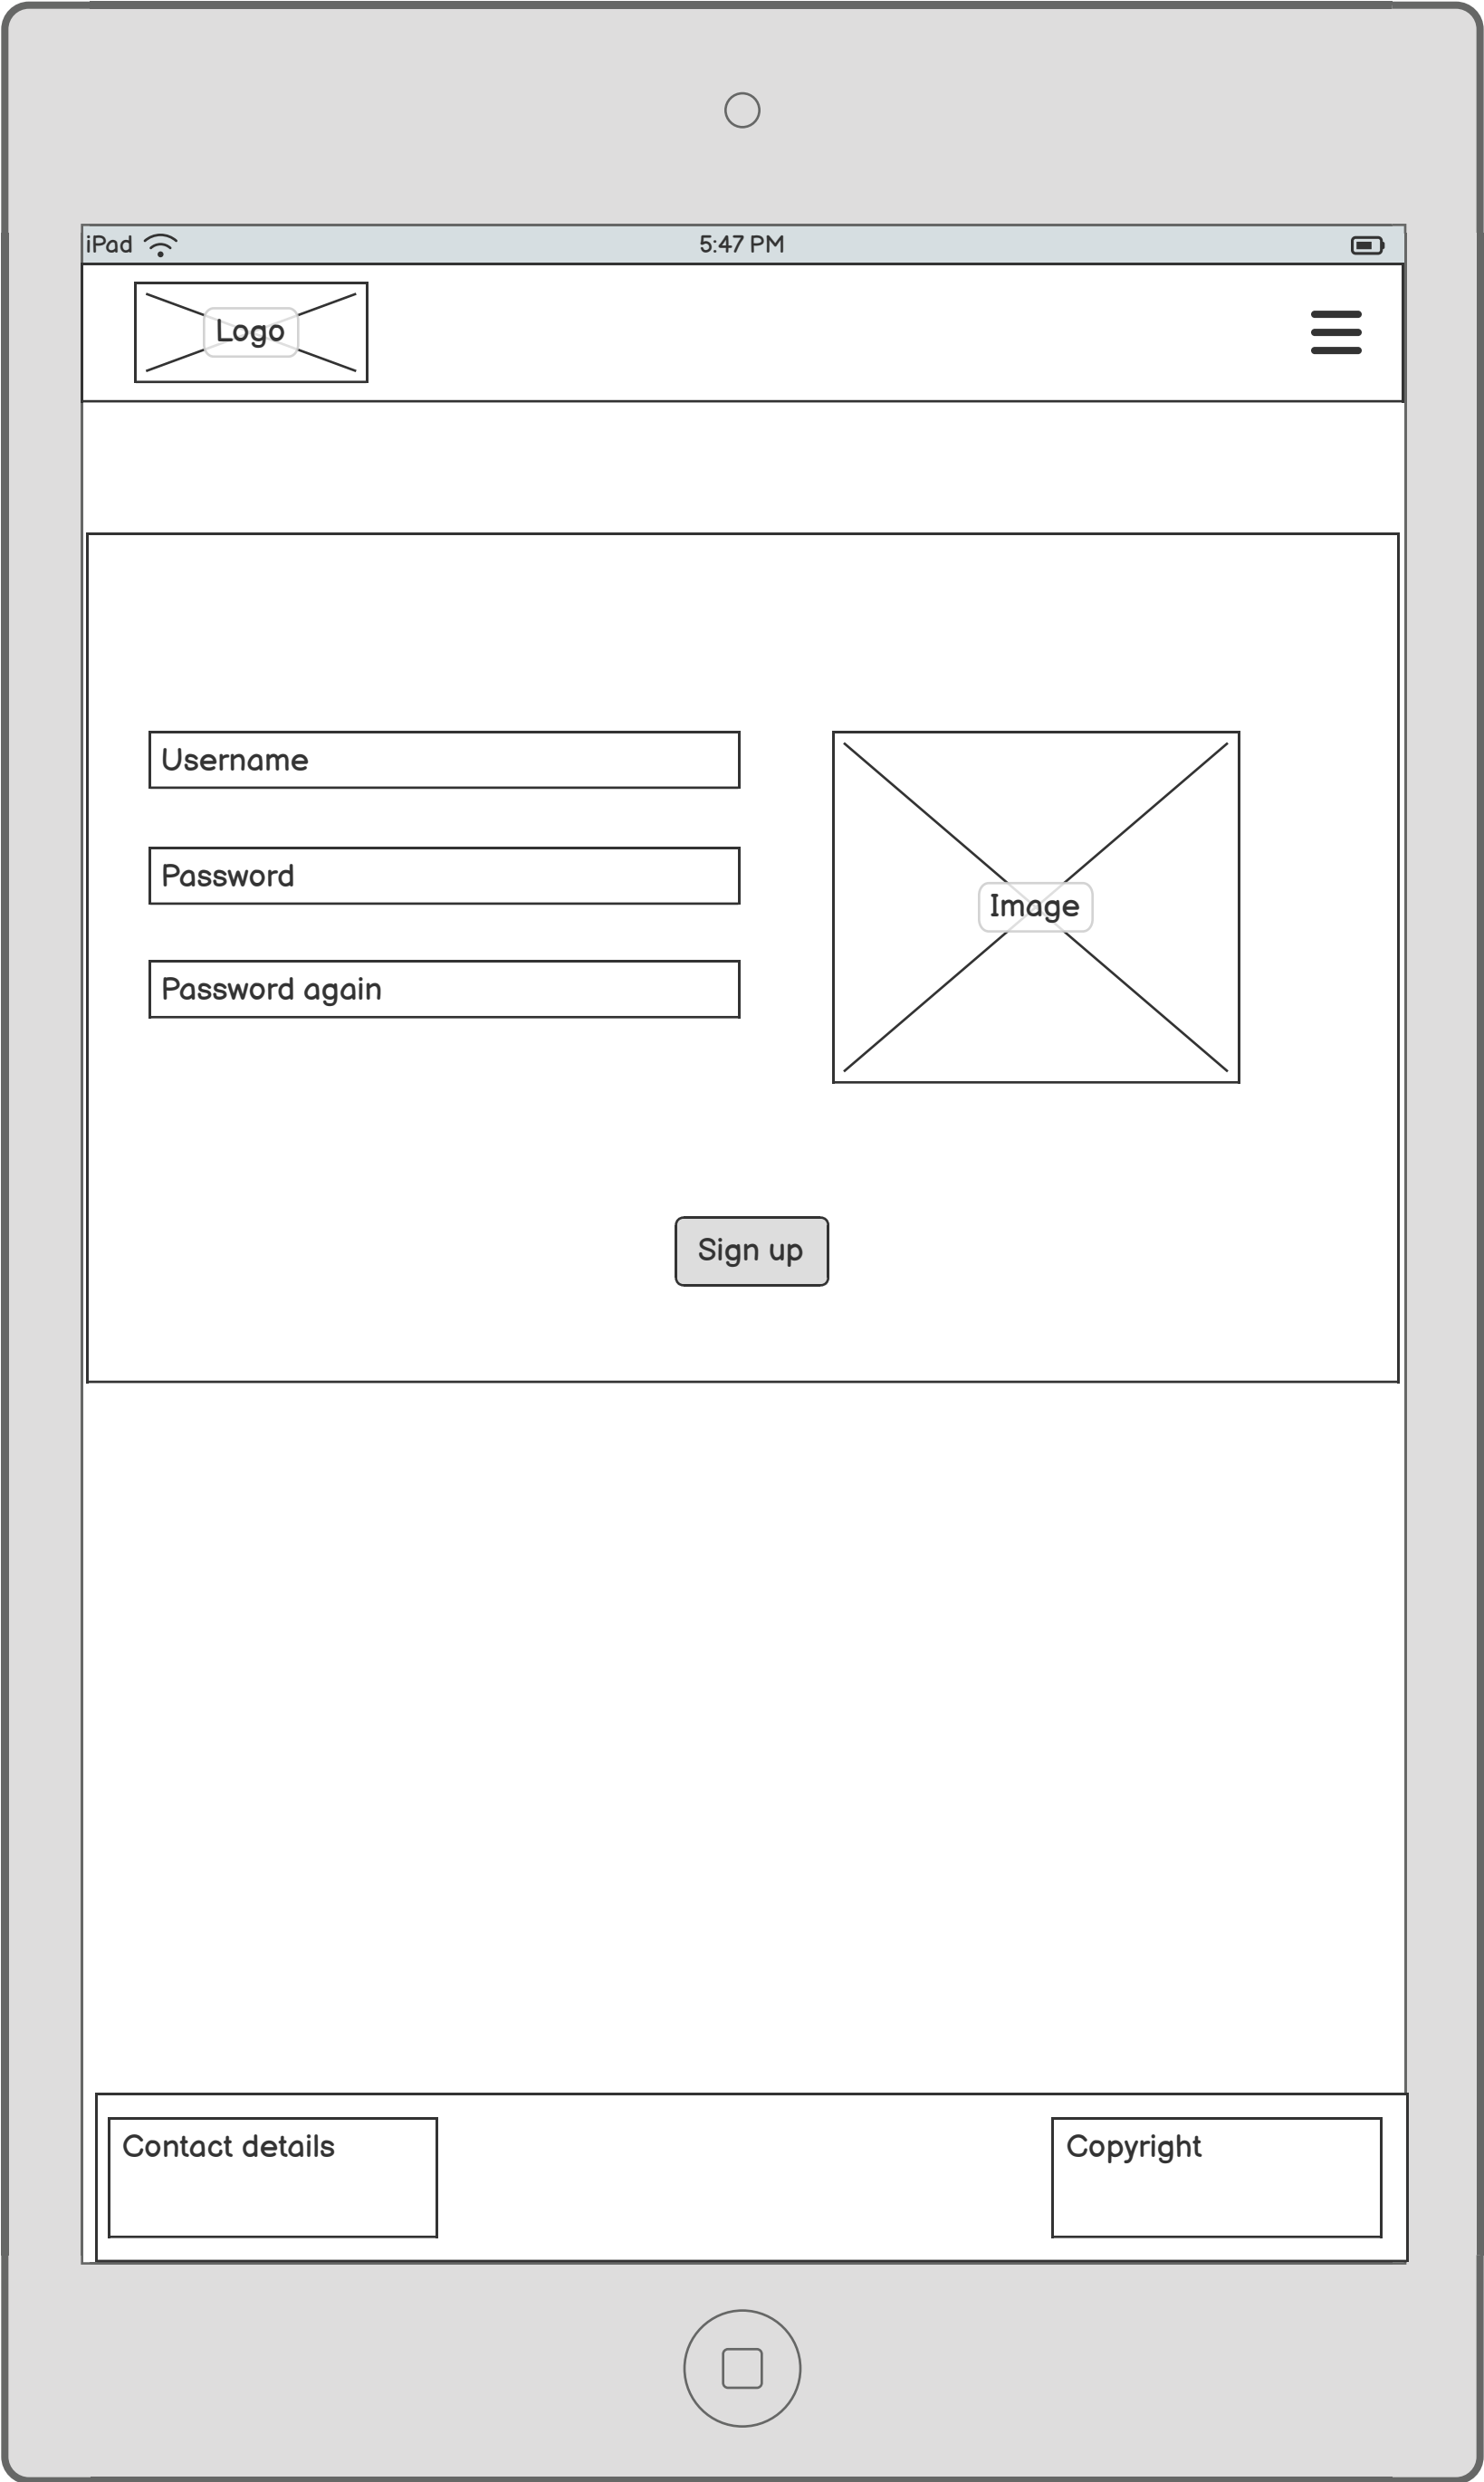 iPad
5:47 PM
Logo
Username
Password
Image
Password again
Sign up
Contact details
Copyright